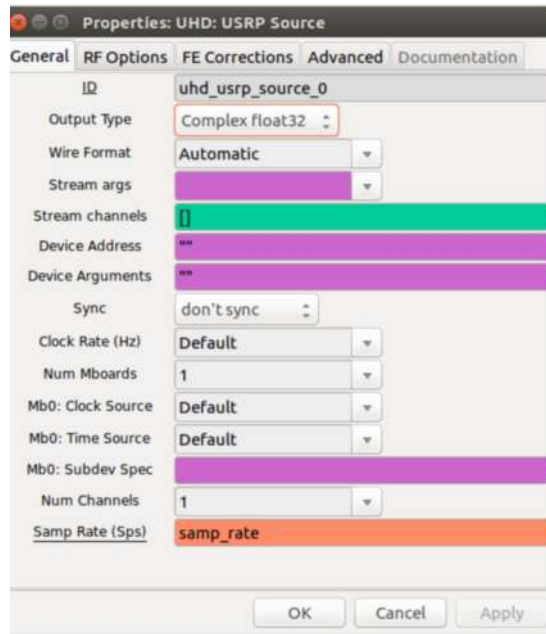 Properties: UHD: USRP Source
General RF Options FE Corrections Advanced Documentation
ID uhd_usrp_source_0
Output Type Complex float32
Wire Format Automatic
Stream args
Stream channels []
Device Address ""
Device Arguments ""
Sync don't sync
Clock Rate (Hz) Default
Num Mboards 1
Mb0: Clock Source Default
Mb0: Time Source Default
Mb0: Subdev Spec
Num Channels 1
Samp Rate (Sps) samp_rate
OK Cancel Apply